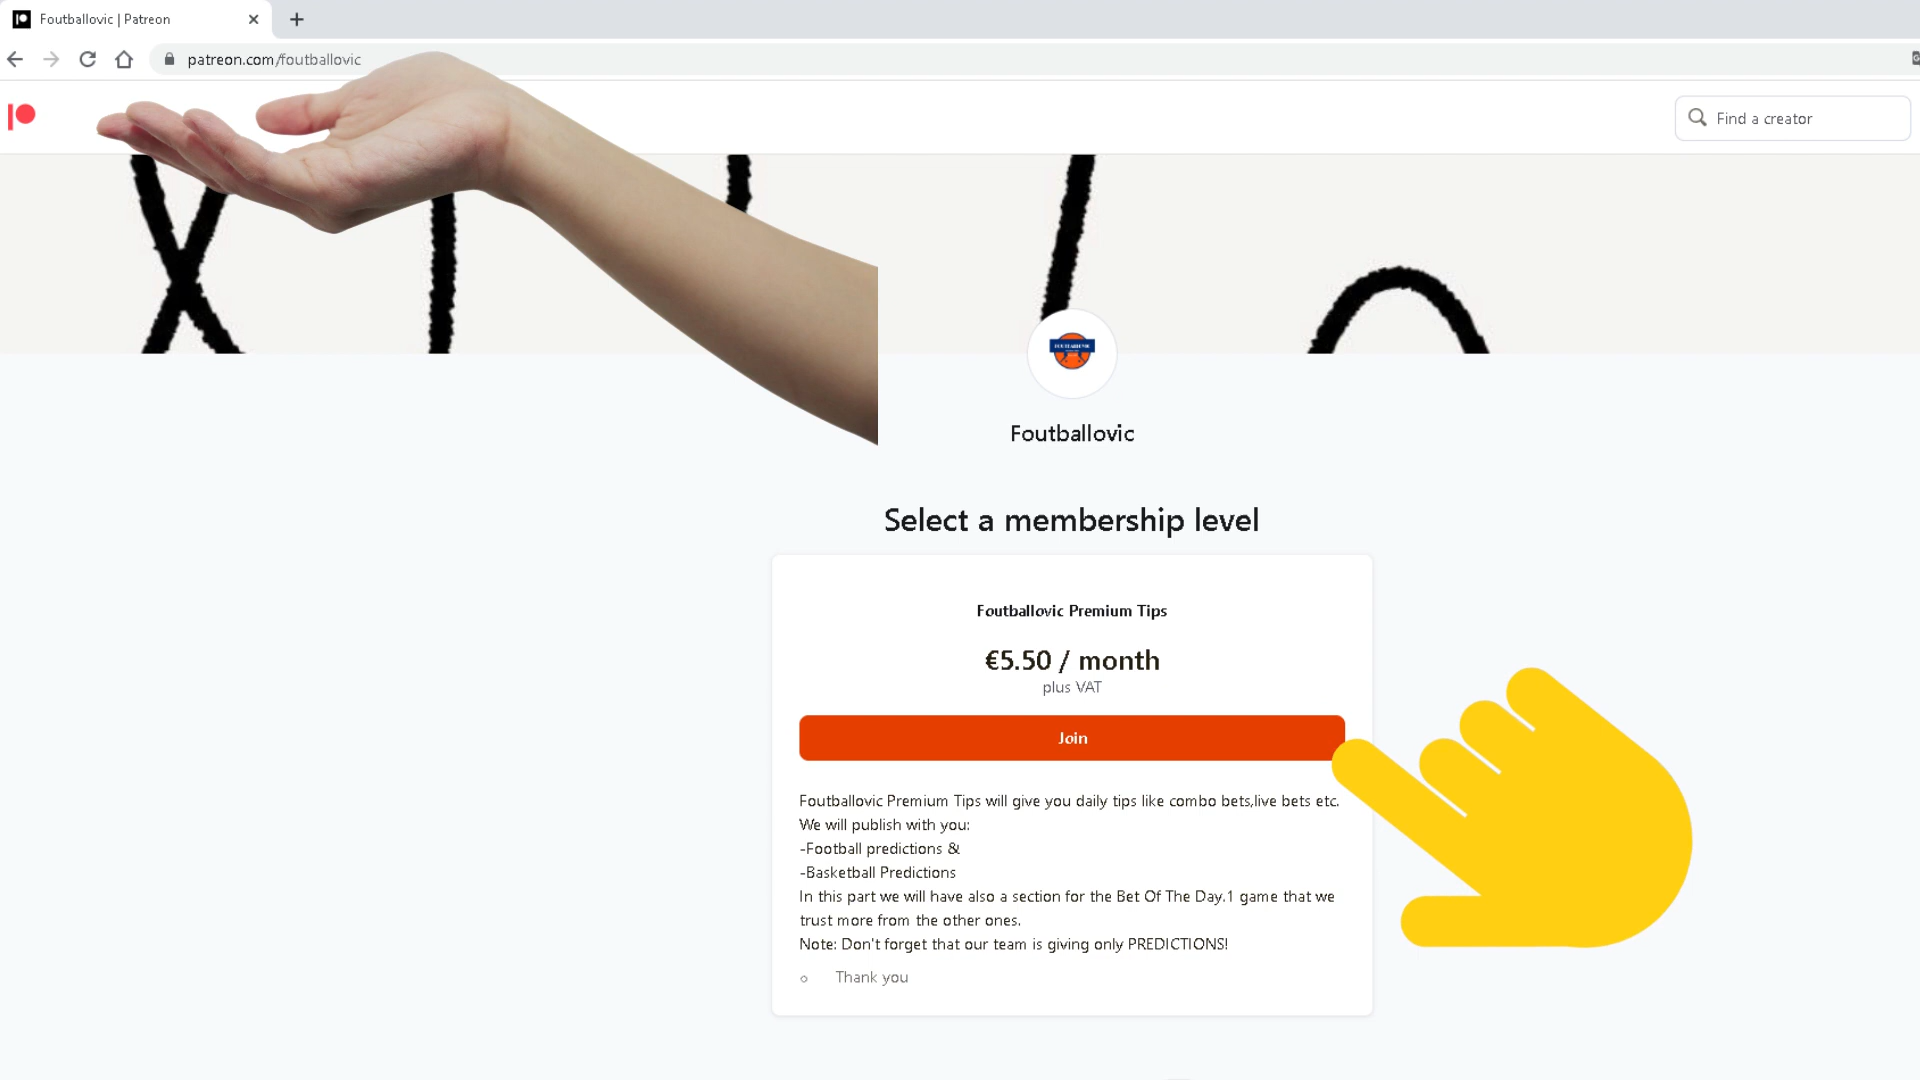 Foutballovic | Patreon
patreon.com/foutballovic
Find a creator
Foutballovic
Select a membership level
Foutballovic Premium Tips
€5.50 / month
plus VAT
Join
Foutballovic Premium Tips will give you daily tips like combo bets,live bets etc.
We will publish with you:
-Football predictions &
-Basketball Predictions
In this part we will have also a section for the Bet Of The Day.1 game that we
trust more from the other ones.
Note: Don't forget that our team is giving only PREDICTIONS!
Thank you